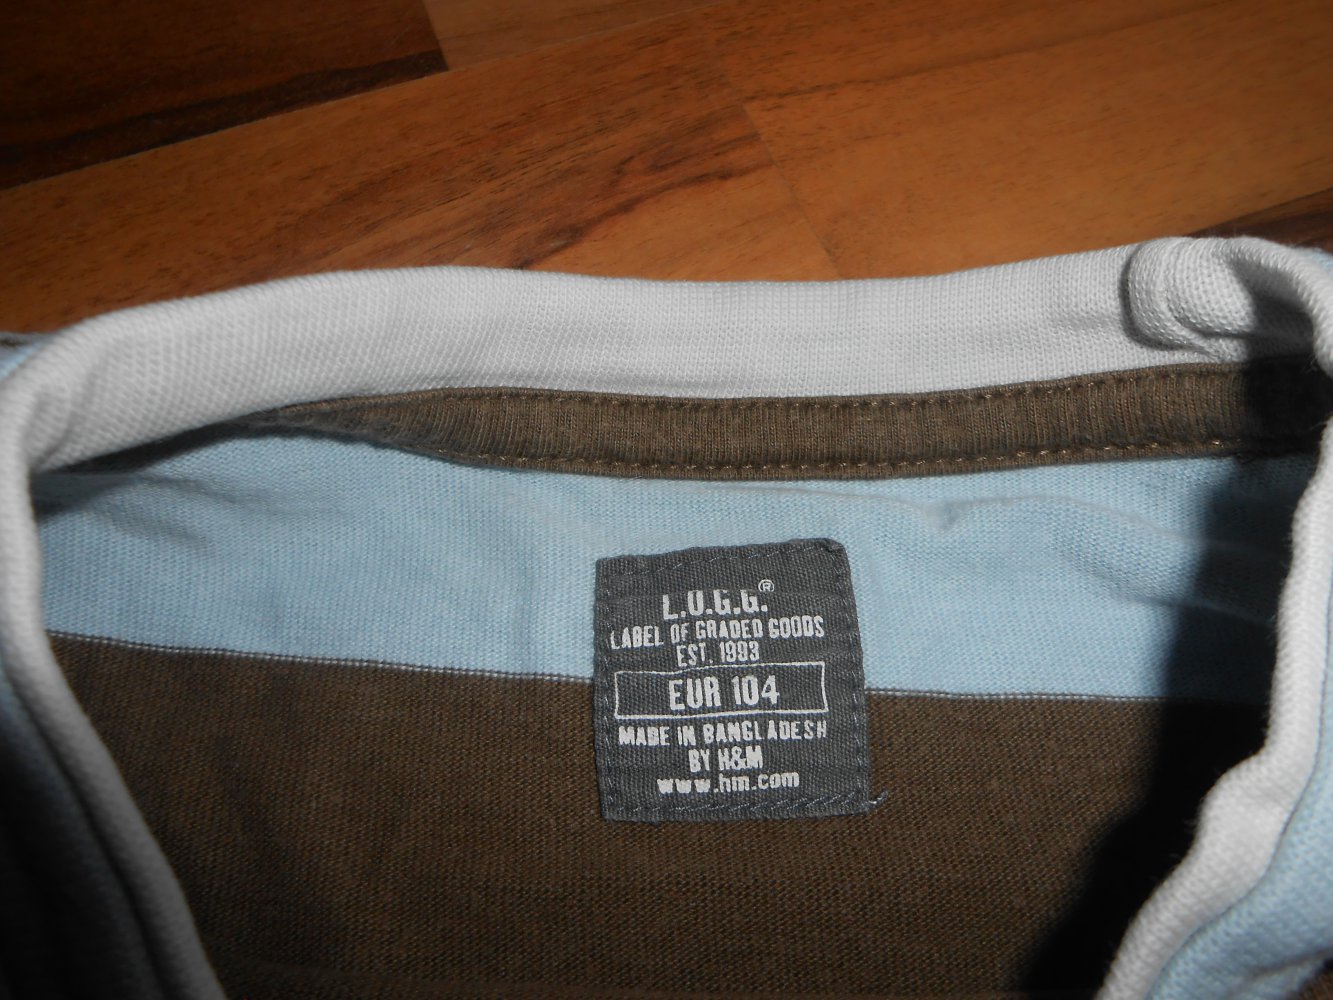 L.O.G.G.®
LABEL OF GRADED GOODS
EST. 1993
EUR 104
MADE IN BANGLADESH
BY H&M
www.hm.com